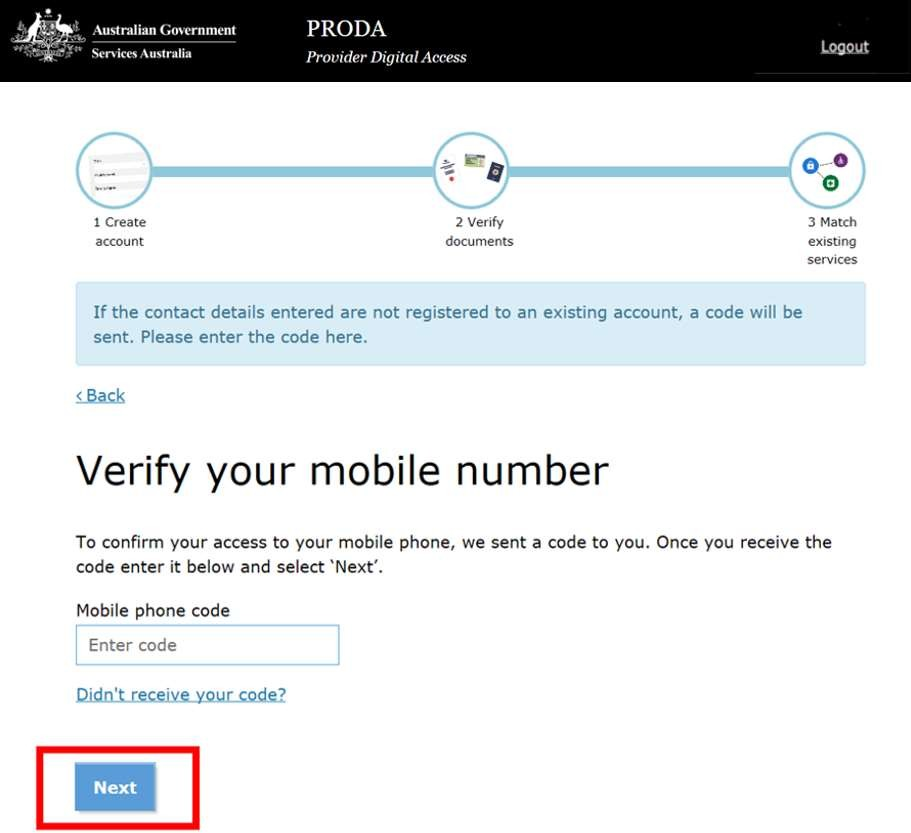 Australian Government
Services Australia
PRODA
Provider Digital Access
Logout
1 Create
account
2 Verify
documents
3 Match
existing
services
If the contact details entered are not registered to an existing account, a code will be
sent. Please enter the code here.
‹ Back
Verify your mobile number
To confirm your access to your mobile phone, we sent a code to you. Once you receive the
code enter it below and select ‘Next’.
Mobile phone code
Enter code
Didn't receive your code?
Next